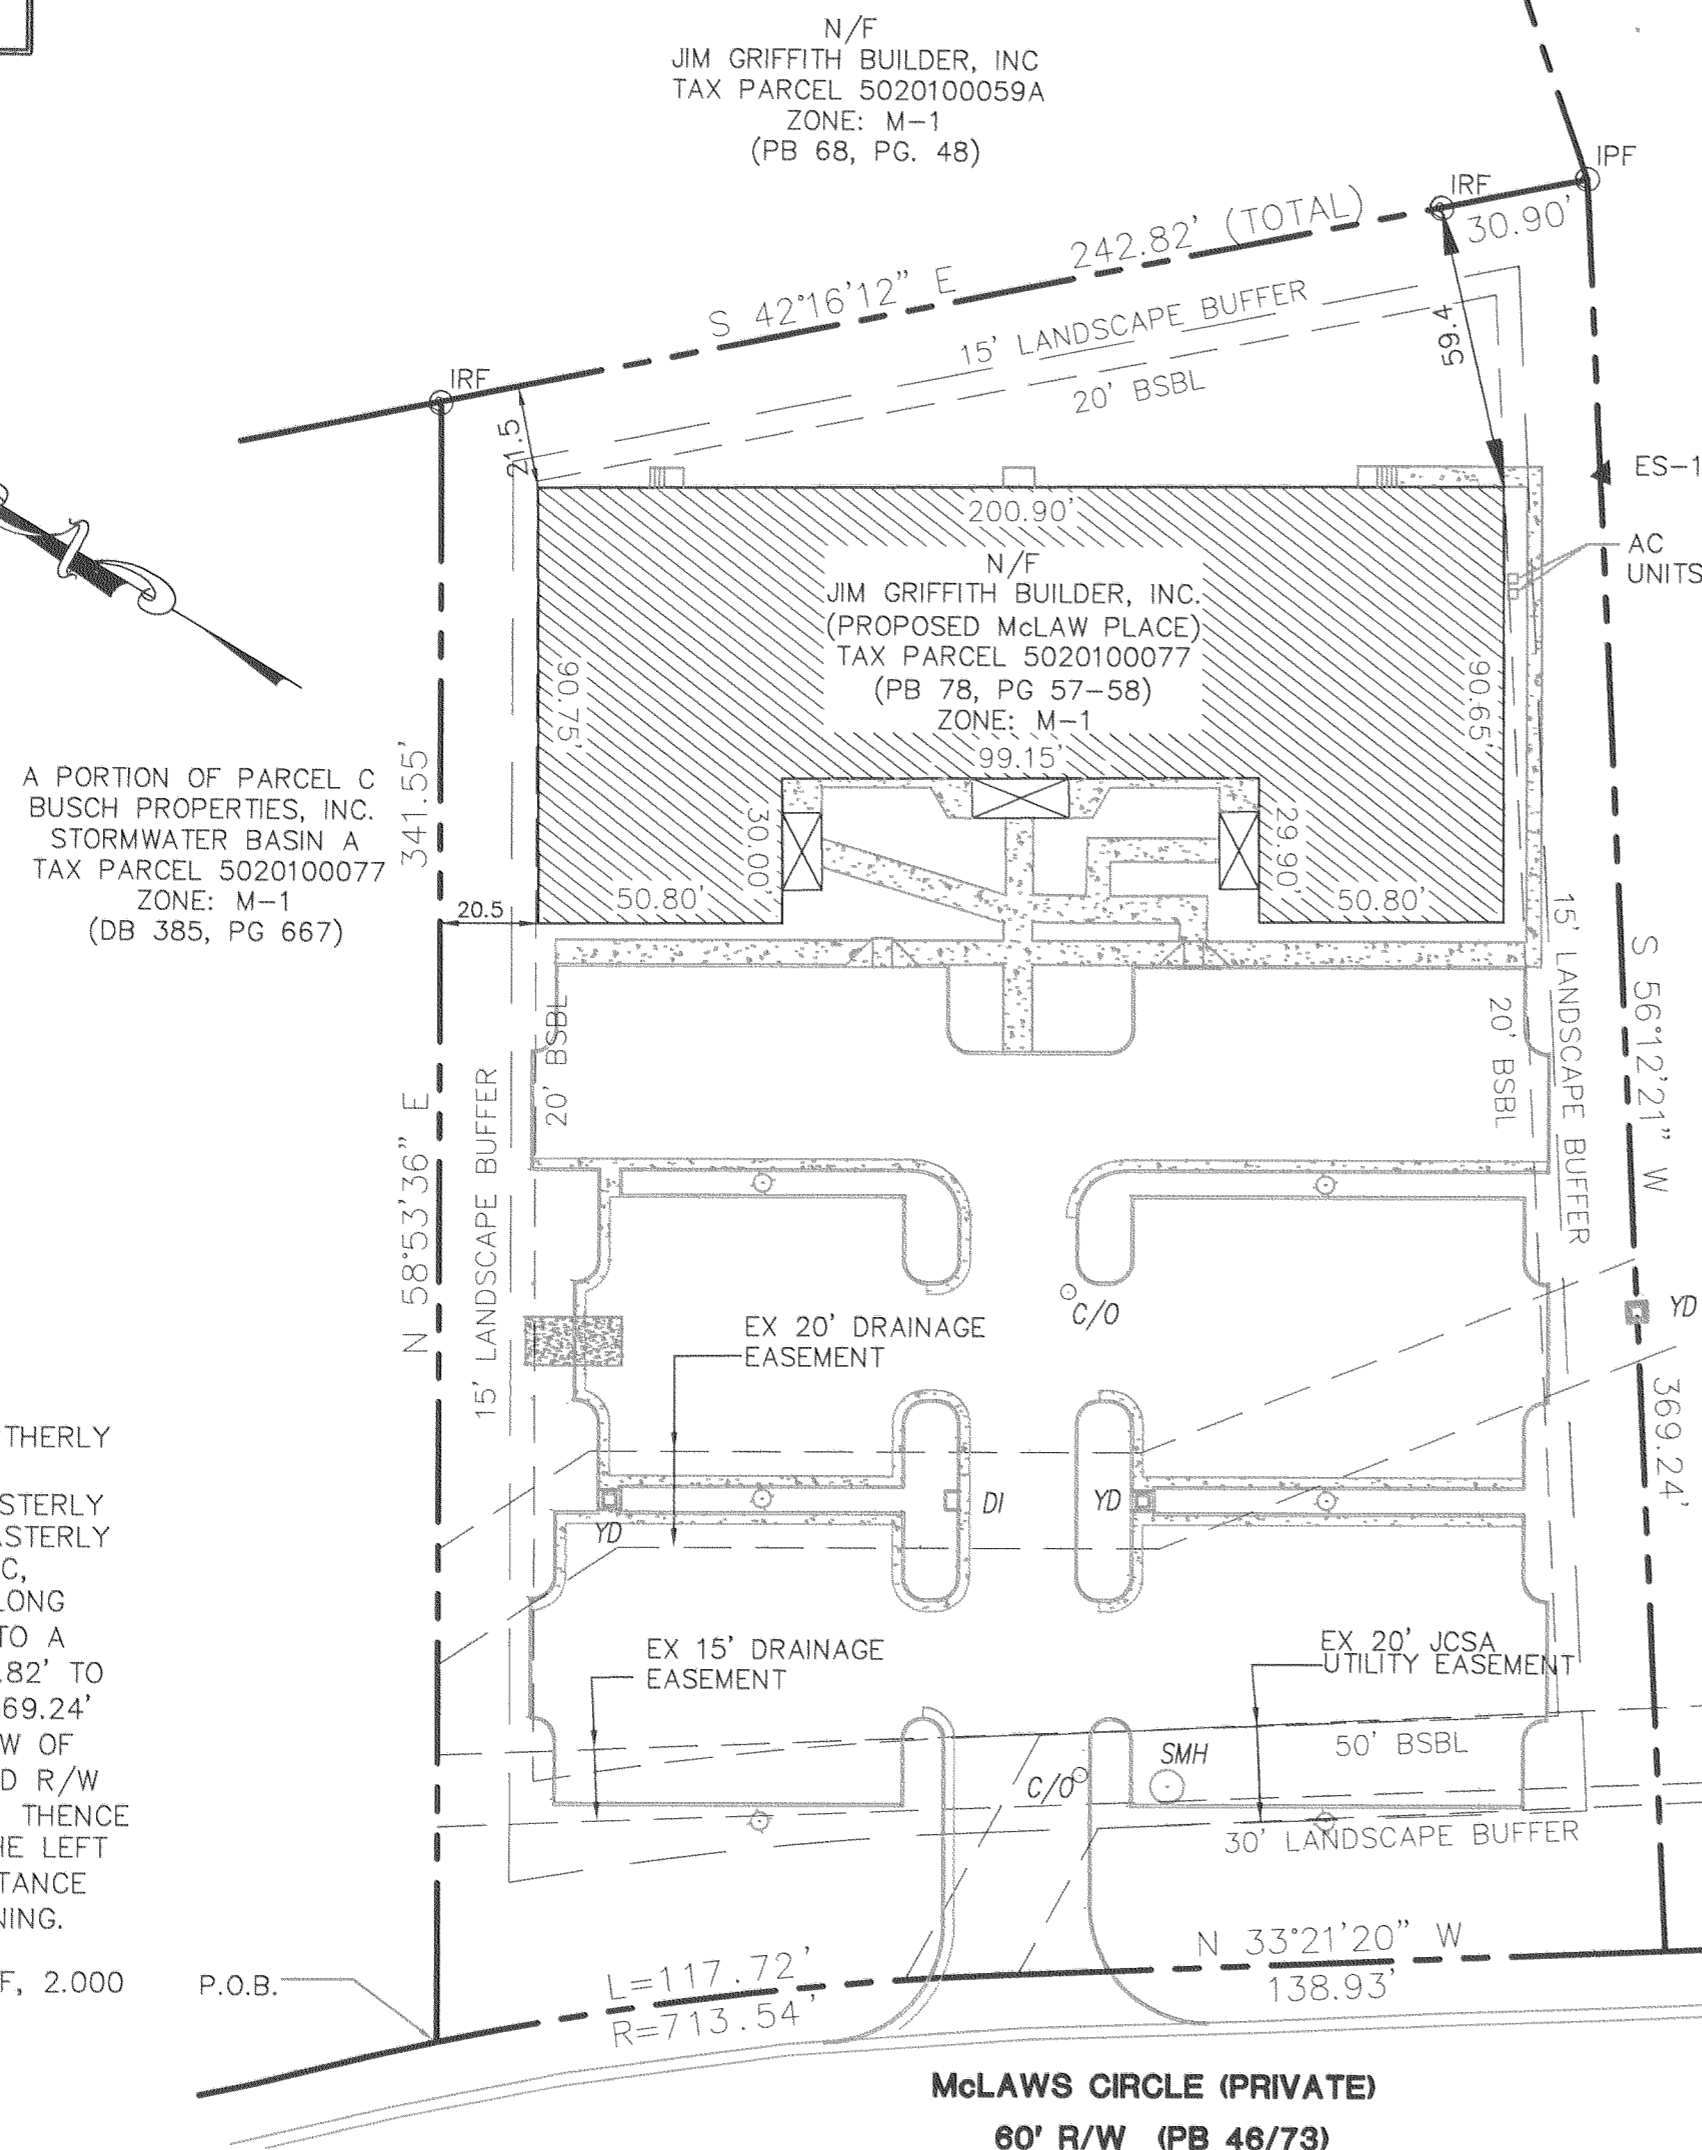 N/F
JIM GRIFFITH BUILDER, INC
TAX PARCEL 5020100059A
ZONE: M-1
(PB 68, PG. 48)
IPF
IRF
30.90'
242.82' (TOTAL)
S 42°16'12" E
15' LANDSCAPE BUFFER
20' BSBL
59.4
IRF
21.5
ES-1
AC
UNITS
200.90'
N/F
JIM GRIFFITH BUILDER, INC.
(PROPOSED McLAW PLACE)
TAX PARCEL 5020100077
(PB 78, PG 57-58)
ZONE: M-1
99.15'
90.75'
90.65'
30.00'
29.90'
50.80'
50.80'
20.5
341.55'
A PORTION OF PARCEL C
BUSCH PROPERTIES, INC.
STORMWATER BASIN A
TAX PARCEL 5020100077
ZONE: M-1
(DB 385, PG 667)
N 58°53'36" E
15' LANDSCAPE BUFFER
20' BSBL
20' BSBL
15' LANDSCAPE BUFFER
S 56°12'21" W
369.24'
YD
C/O
EX 20' DRAINAGE
EASEMENT
YD
DI
YD
EX 15' DRAINAGE
EASEMENT
EX 20' JCSA
UTILITY EASEMENT
50' BSBL
SMH
C/O
30' LANDSCAPE BUFFER
THERLY
STERLY
ASTERLY
C,
LONG
TO A
.82' TO
69.24'
W OF
D R/W
THENCE
HE LEFT
TANCE
NING.
F, 2.000
P.O.B.
L=117.72'
R=713.54'
N 33°21'20" W
138.93'
McLAWS CIRCLE (PRIVATE)
60' R/W (PB 46/73)